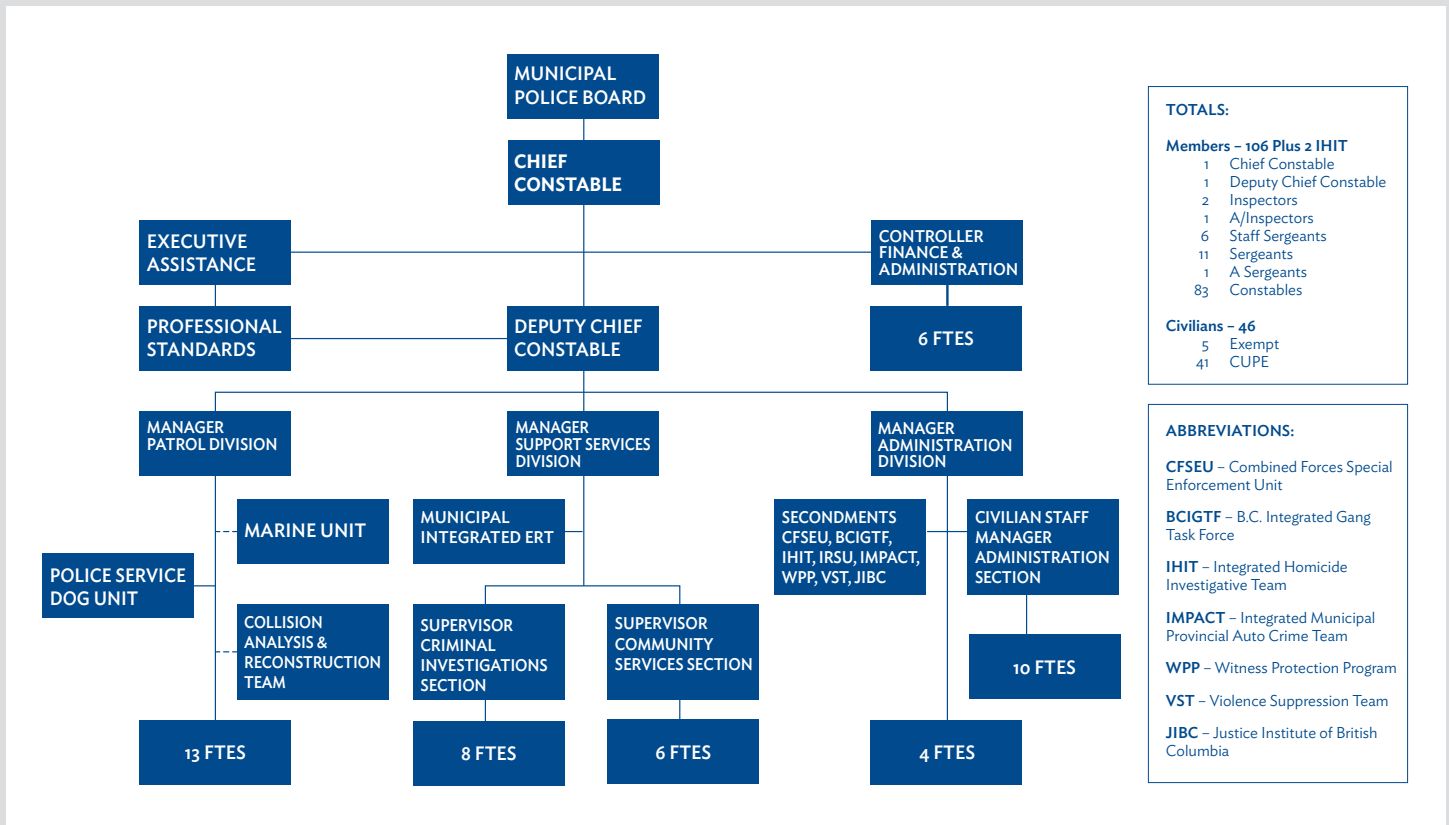 MUNICIPAL
POLICE BOARD
CHIEF
CONSTABLE
EXECUTIVE
ASSISTANCE
CONTROLLER
FINANCE &
ADMINISTRATION
PROFESSIONAL
STANDARDS
DEPUTY CHIEF
CONSTABLE
6 FTES
MANAGER
PATROL DIVISION
MANAGER
SUPPORT SERVICES
DIVISION
MANAGER
ADMINISTRATION
DIVISION
MARINE UNIT
MUNICIPAL
INTEGRATED ERT
SECONDMENTS
CFSEU, BCIGTF,
IHIT, IRSU, IMPACT,
WPP, VST, JIBC
CIVILIAN STAFF
MANAGER
ADMINISTRATION
SECTION
POLICE SERVICE
DOG UNIT
COLLISION
ANALYSIS &
RECONSTRUCTION
TEAM
SUPERVISOR
CRIMINAL
INVESTIGATIONS
SECTION
SUPERVISOR
COMMUNITY
SERVICES SECTION
10 FTES
13 FTES
8 FTES
6 FTES
4 FTES
TOTALS:
Members – 106 Plus 2 IHIT
1 Chief Constable
1 Deputy Chief Constable
2 Inspectors
1 A/Inspectors
6 Staff Sergeants
11 Sergeants
1 A Sergeants
83 Constables
Civilians – 46
5 Exempt
41 CUPE
ABBREVIATIONS:
CFSEU – Combined Forces Special
Enforcement Unit
BCIGTF – B.C. Integrated Gang
Task Force
IHIT – Integrated Homicide
Investigative Team
IMPACT – Integrated Municipal
Provincial Auto Crime Team
WPP – Witness Protection Program
VST – Violence Suppression Team
JIBC – Justice Institute of British
Columbia